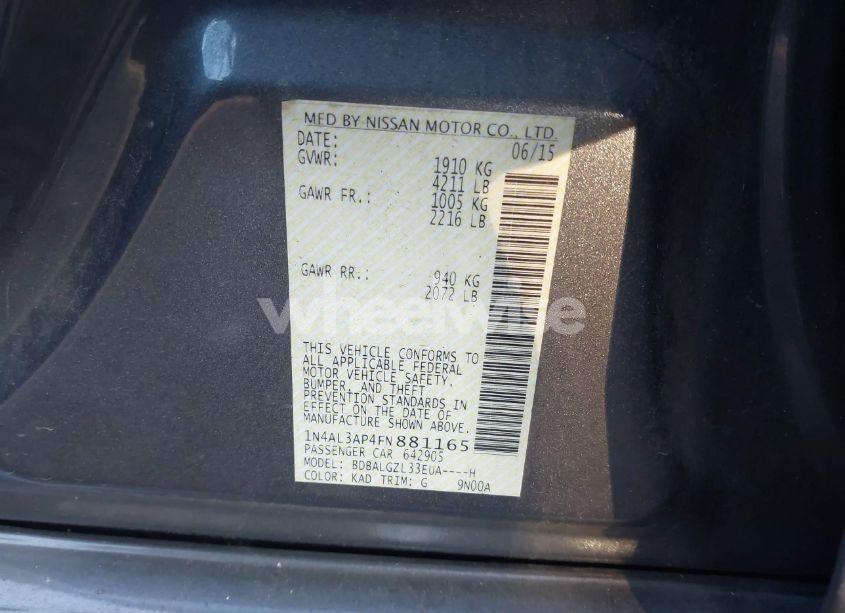 MFD BY NISSAN MOTOR CO., LTD.
DATE: 06/15
GVWR: 1910 KG
4211 LB
GAWR FR.: 1005 KG
2216 LB
GAWR RR.: 940 KG
2072 LB
wheelwise
THIS VEHICLE CONFORMS TO
ALL APPLICABLE FEDERAL
MOTOR VEHICLE SAFETY,
BUMPER, AND THEFT
PREVENTION STANDARDS IN
EFFECT ON THE DATE OF
MANUFACTURE SHOWN ABOVE.
1N4AL3AP4FN881165
PASSENGER CAR 642905
MODEL: BDBALGZL33EUA----H
COLOR: KAD TRIM: G 9N00A